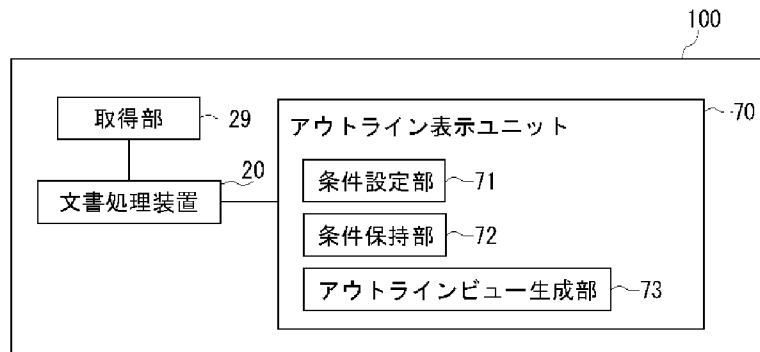 100
取得部
29
20
文書処理装置
アウトライン表示ユニット
70
条件設定部
71
条件保持部
72
アウトラインビュー生成部
73